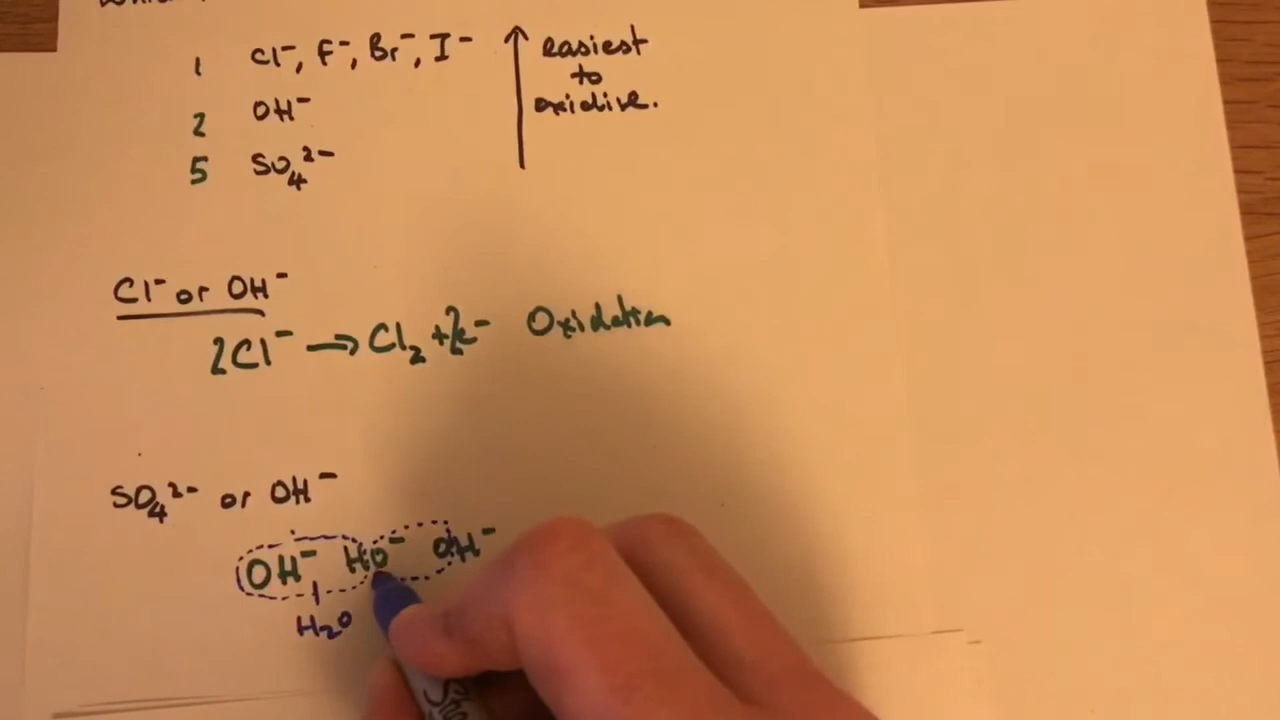 1 Cl⁻, F⁻, Br⁻, I⁻
2 OH⁻
5 SO₄²⁻
easiest
to
oxidise.
Cl⁻ or OH⁻
2Cl⁻ → Cl₂ + 2e⁻ Oxidation
SO₄²⁻ or OH⁻
OH⁻ HO⁻ OH⁻
H₂O